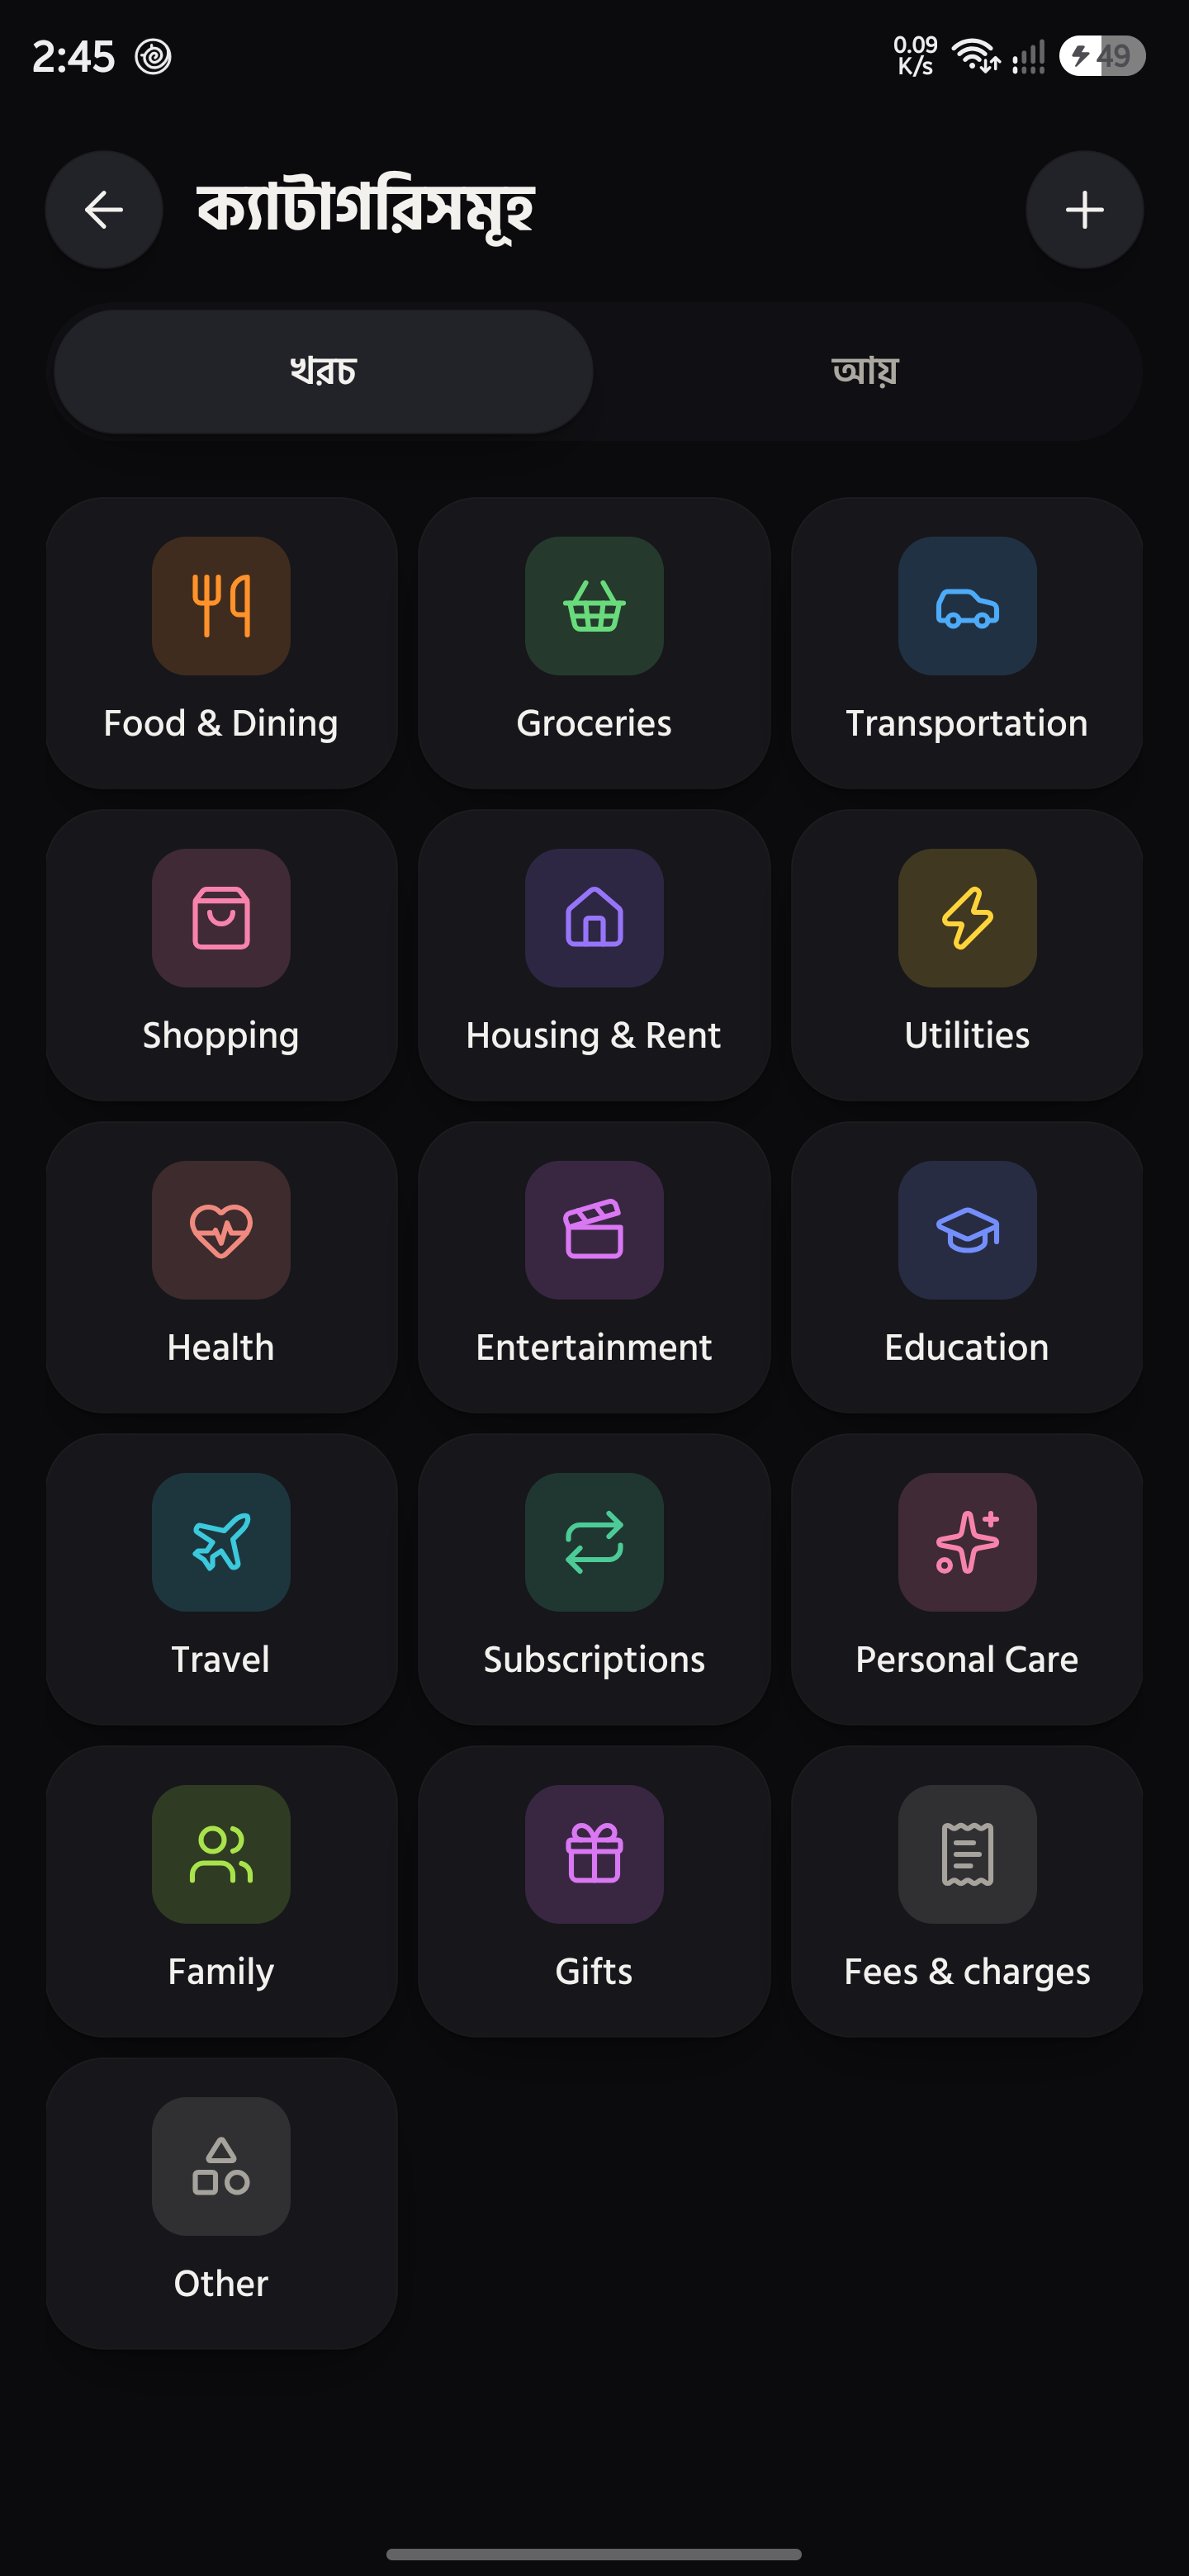 2:45
0.09
K/s
49
ক্যাটাগরিসমূহ
খরচ
আয়
Food & Dining
Groceries
Transportation
Shopping
Housing & Rent
Utilities
Health
Entertainment
Education
Travel
Subscriptions
Personal Care
Family
Gifts
Fees & charges
Other